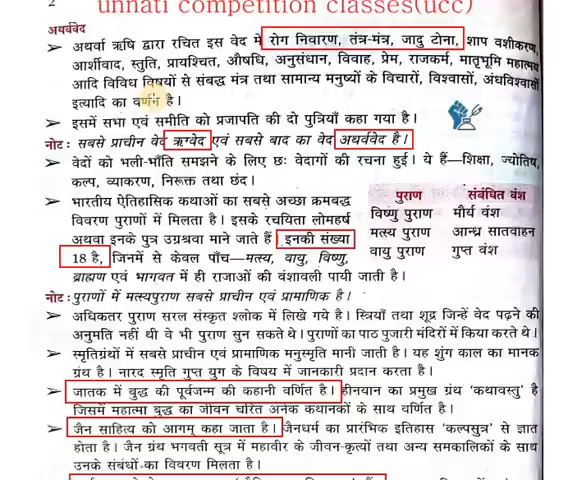 2
unnati competition classes(ucc)
अथर्ववेद
➤ अथर्वा ऋषि द्वारा रचित इस वेद में रोग निवारण, तंत्र-मंत्र, जादु टोना, शाप वशीकरण,
आर्शीवाद, स्तुति, प्रायश्चित, औषधि, अनुसंधान, विवाह, प्रेम, राजकर्म, मातृभूमि महात्मय
आदि विविध विषयों से संबद्ध मंत्र तथा सामान्य मनुष्यों के विचारों, विश्वासों, अंधविश्वासों
इत्यादि का वर्णन है।
➤ इसमें सभा एवं समीति को प्रजापति की दो पुत्रियाँ कहा गया है।
नोट: सबसे प्राचीन वेद ऋग्वेद एवं सबसे बाद का वेद अथर्ववेद है।
➤ वेदों को भली-भाँति समझने के लिए छः वेदागों की रचना हुई। ये हैं—शिक्षा, ज्योतिष,
कल्प, व्याकरण, निरूक्त तथा छंद।
➤ भारतीय ऐतिहासिक कथाओं का सबसे अच्छा क्रमबद्ध
विवरण पुराणों में मिलता है। इसके रचयिता लोमहर्ष
अथवा इनके पुत्र उग्रश्रवा माने जाते हैं। इनकी संख्या
18 है, जिनमें से केवल पाँच—मत्स्य, वायु, विष्णु,
पुराण संबंधित वंश
विष्णु पुराण मौर्य वंश
मत्स्य पुराण आन्ध्र सातवाहन
वायु पुराण गुप्त वंश
ब्राह्मण एवं भागवत में ही राजाओं की वंशावली पायी जाती है।
नोट: पुराणों में मत्स्यपुराण सबसे प्राचीन एवं प्रामाणिक है।
➤ अधिकतर पुराण सरल संस्कृत श्लोक में लिखे गये है। स्त्रियाँ तथा शूद्र जिन्हें वेद पढ़ने की
अनुमति नहीं थी वे भी पुराण सुन सकते थे। पुराणों का पाठ पुजारी मंदिरों में किया करते थे।
➤ स्मृतिग्रंथों में सबसे प्राचीन एवं प्रामाणिक मनुस्मृति मानी जाती है। यह शुंग काल का मानक
ग्रंथ है। नारद स्मृति गुप्त युग के विषय में जानकारी प्रदान करता है।
➤ जातक में बुद्ध की पूर्वजन्म की कहानी वर्णित है। हीनयान का प्रमुख ग्रंथ 'कथावस्तु' है
जिसमें महात्मा बुद्ध का जीवन चरित अनेक कथानकों के साथ वर्णित है।
➤ जैन साहित्य को आगम् कहा जाता है। जैनधर्म का प्रारंभिक इतिहास 'कल्पसुत्र' से ज्ञात
होता है। जैन ग्रंथ भगवती सूत्र में महावीर के जीवन-कृत्यों तथा अन्य समकालिकों के साथ
उनके संबंधों का विवरण मिलता है।